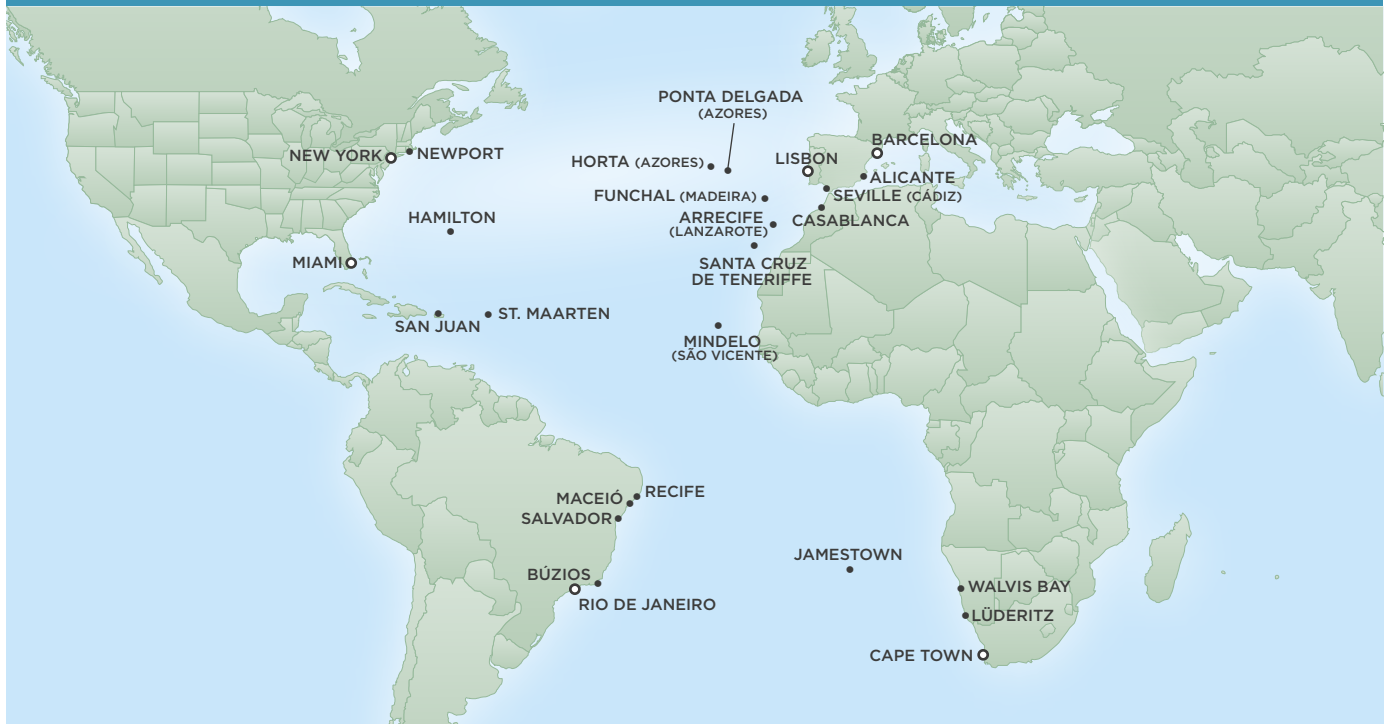 PONTA DELGADA
(AZORES)
BARCELONA
NEW YORK
NEWPORT
HORTA (AZORES)
LISBON
ALICANTE
FUNCHAL (MADEIRA)
SEVILLE (CÁDIZ)
HAMILTON
ARRECIFE
(LANZAROTE)
CASABLANCA
MIAMI
SANTA CRUZ
DE TENERIFFE
SAN JUAN
ST. MAARTEN
MINDELO
(SÃO VICENTE)
RECIFE
MACEIÓ
SALVADOR
JAMESTOWN
BÚZIOS
WALVIS BAY
RIO DE JANEIRO
LÜDERITZ
CAPE TOWN